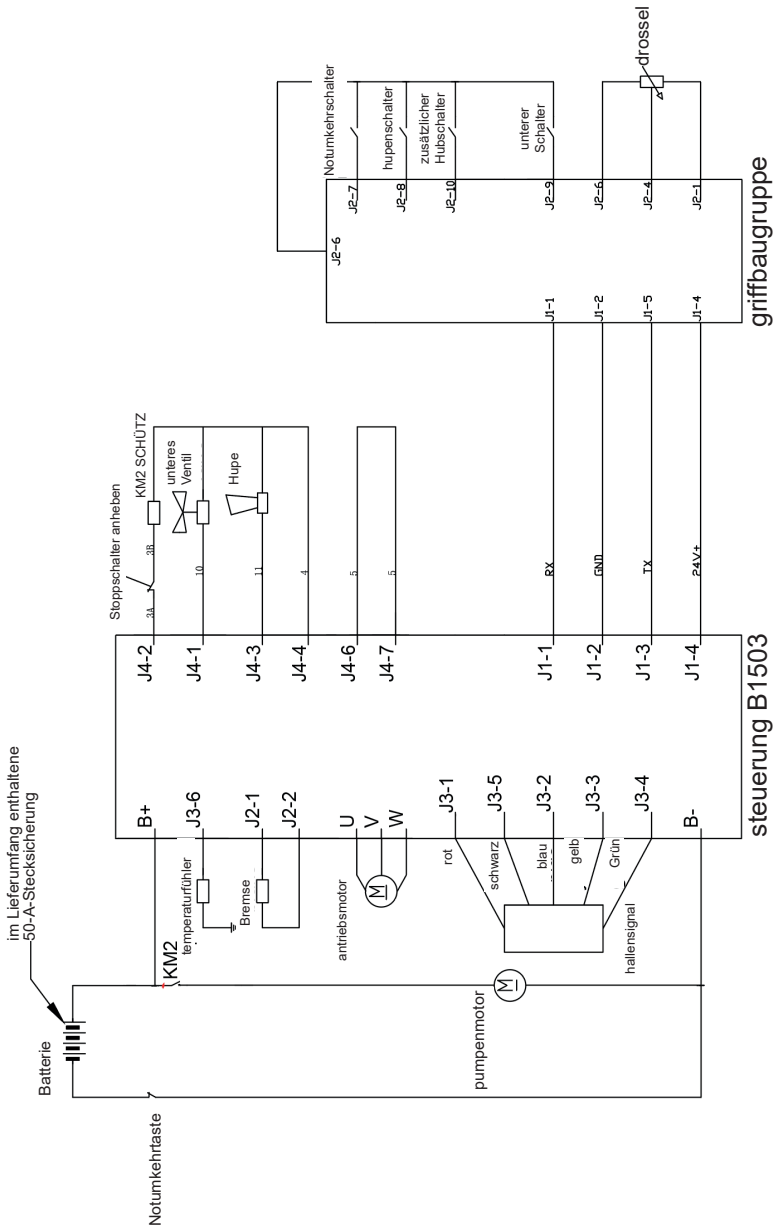 im Lieferumfang enthaltene
50-A-Stecksicherung
Batterie
Notumkehrtaste
KM2
pumpenmotor
M
B+
J3-6
temperaturfühler
J2-1
Bremse
J2-2
U
V
W
antriebsmotor
M
J3-1
rot
J3-5
schwarz
J3-2
blau
J3-3
gelb
J3-4
Grün
hallensignal
B-
steuerung B1503
Stoppschalter anheben
J4-2
3A
3B
KM2 SCHÜTZ
J4-1
10
unteres
Ventil
J4-3
11
Hupe
J4-4
4
J4-6
5
J4-7
5
J1-1
RX
J1-1
J1-2
GND
J1-2
J1-3
TX
J1-5
J1-4
24V+
J1-4
griffbaugruppe
J2-6
J2-7
Notumkehrschalter
J2-8
hupenschalter
J2-10
zusätzlicher
Hubschalter
J2-9
unterer
Schalter
J2-6
J2-4
J2-1
drossel